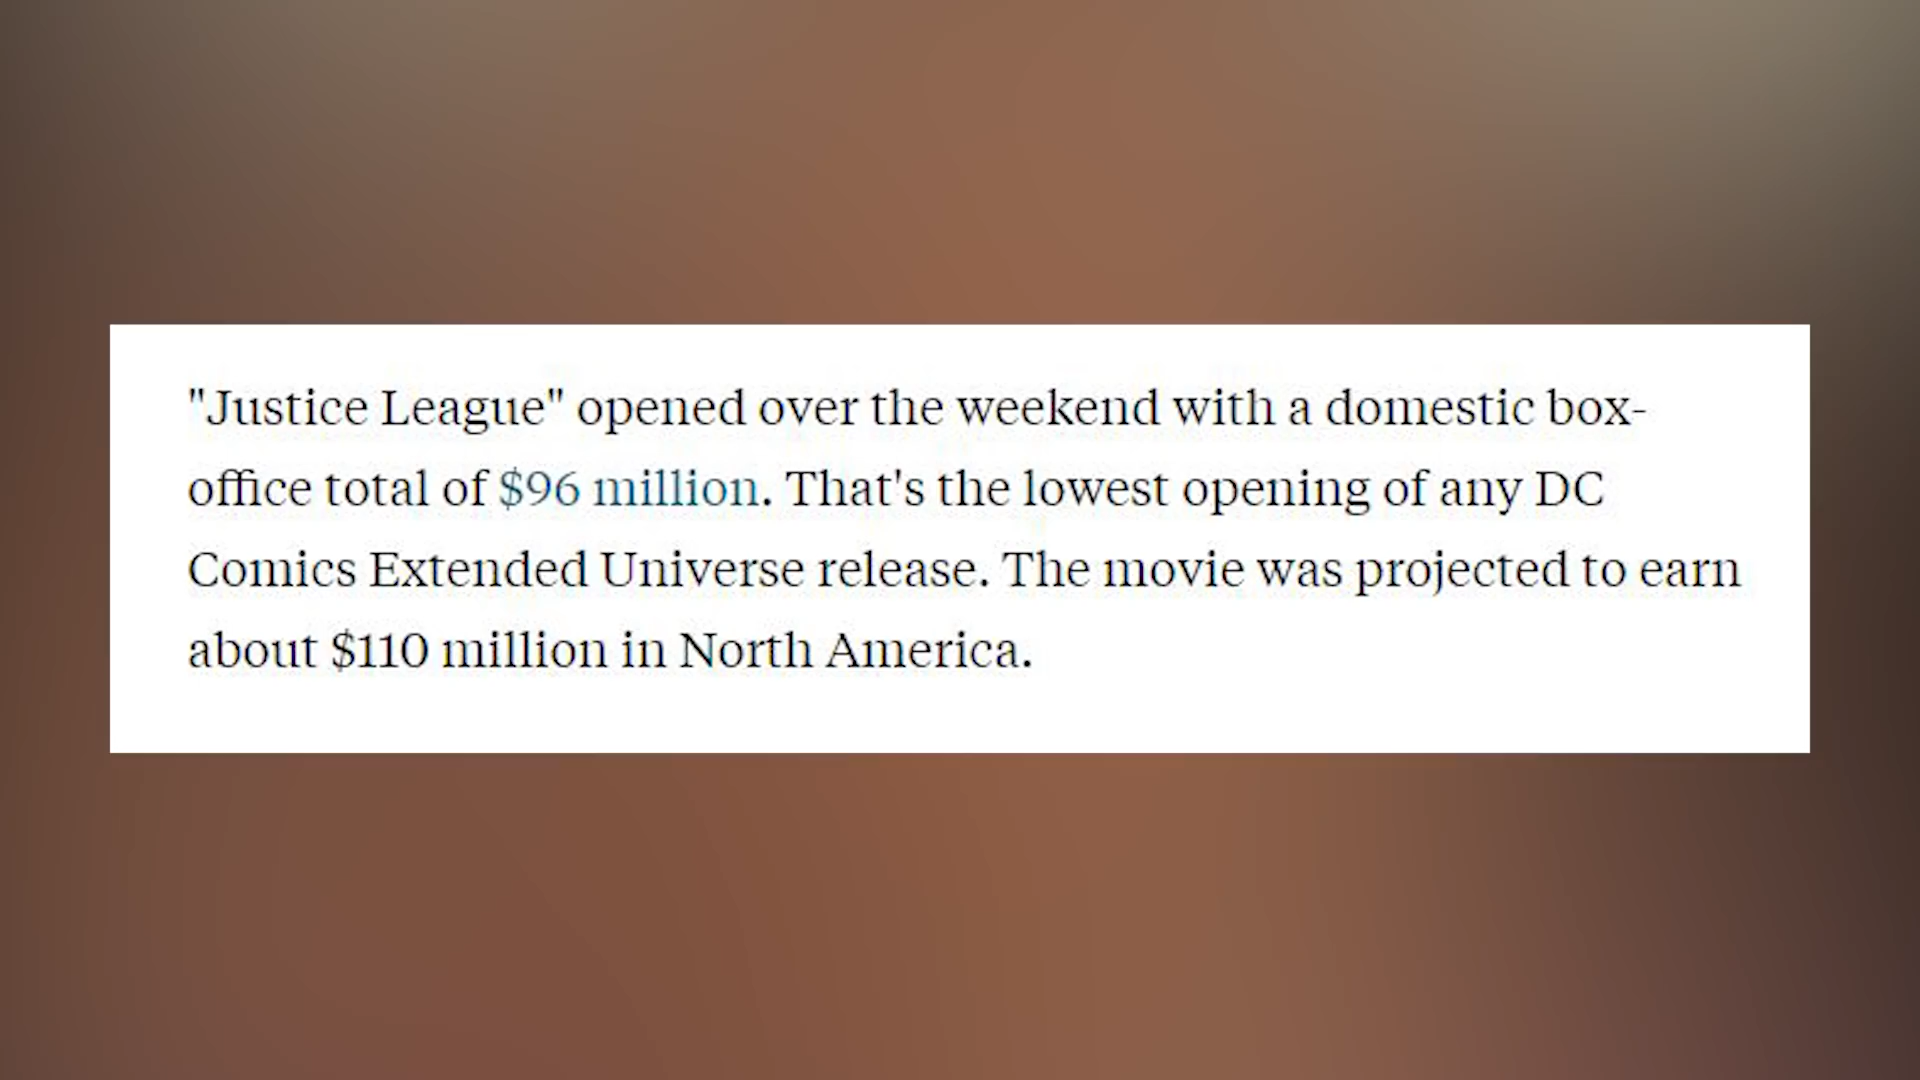 "Justice League" opened over the weekend with a domestic box-
office total of $96 million. That's the lowest opening of any DC
Comics Extended Universe release. The movie was projected to earn
about $110 million in North America.